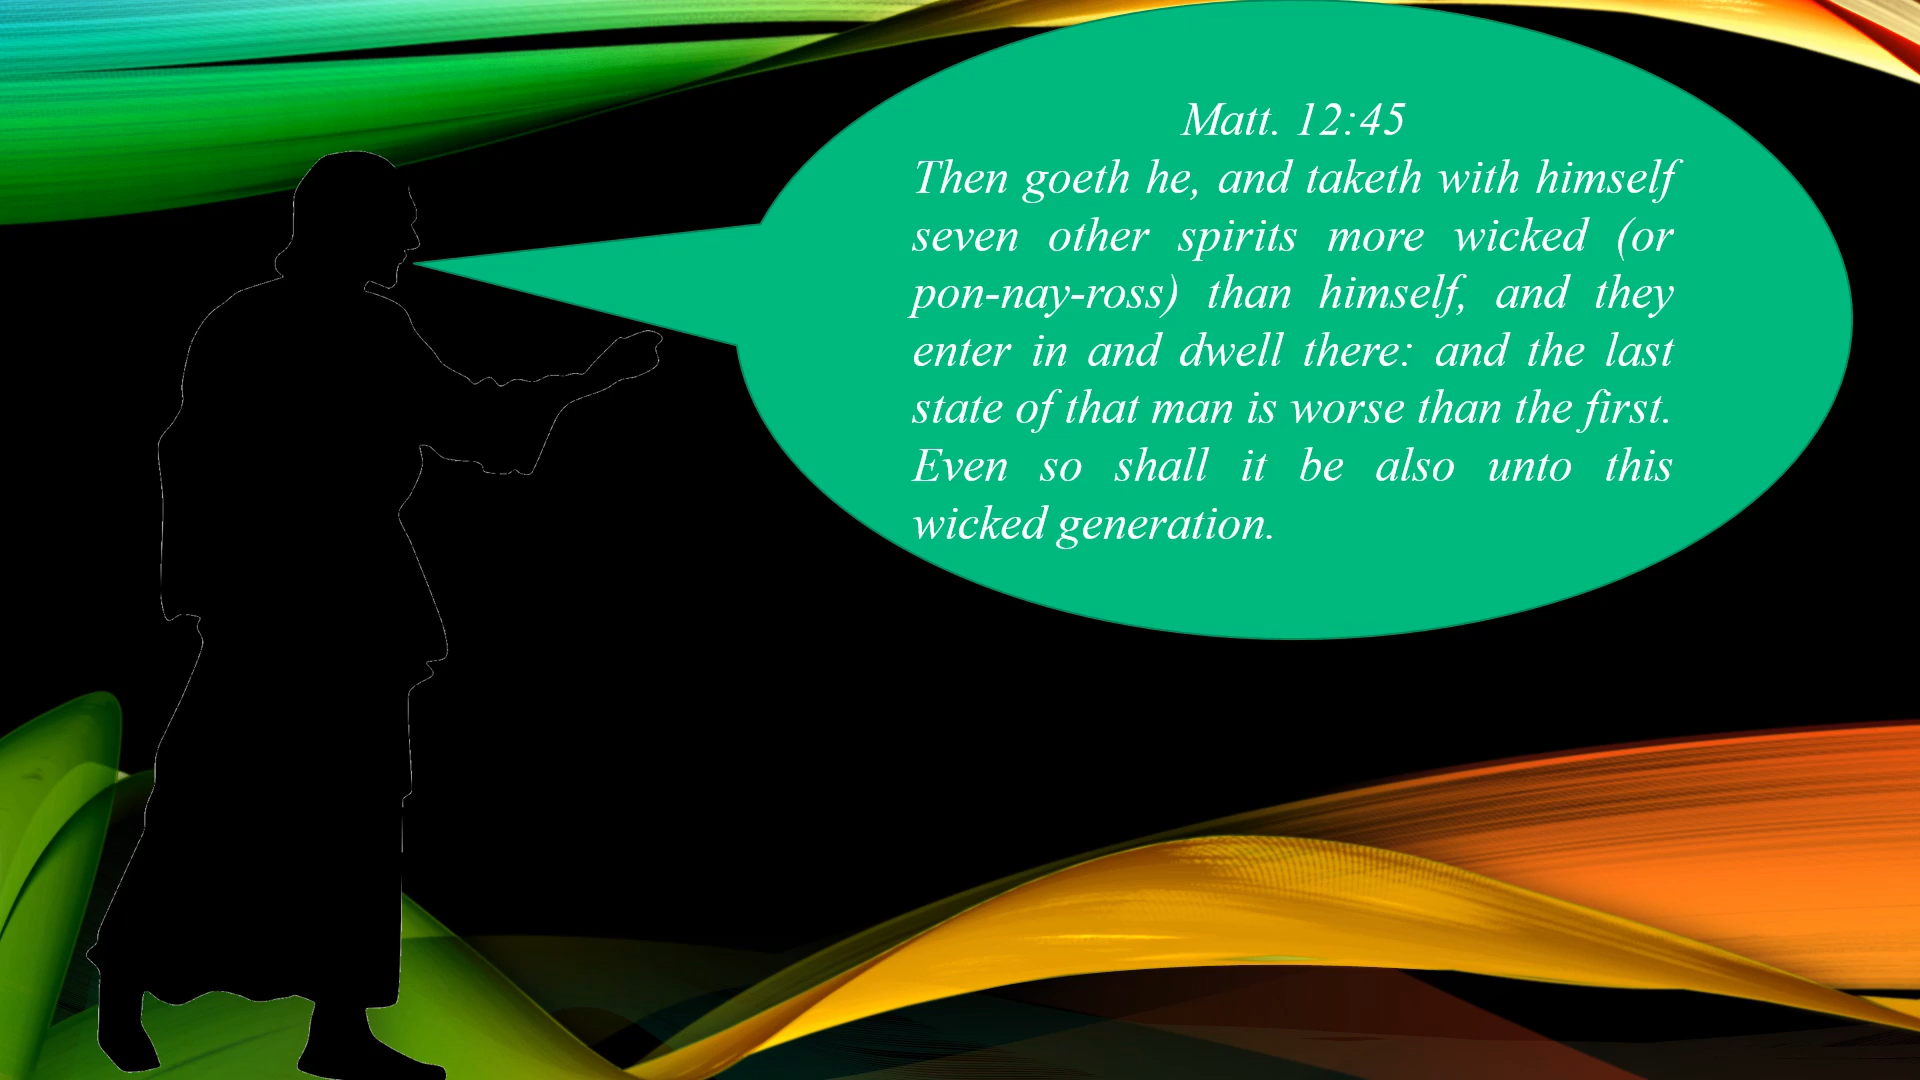 Matt. 12:45
Then goeth he, and taketh with himself
seven other spirits more wicked (or
pon-nay-ross) than himself, and they
enter in and dwell there: and the last
state of that man is worse than the first.
Even so shall it be also unto this
wicked generation.